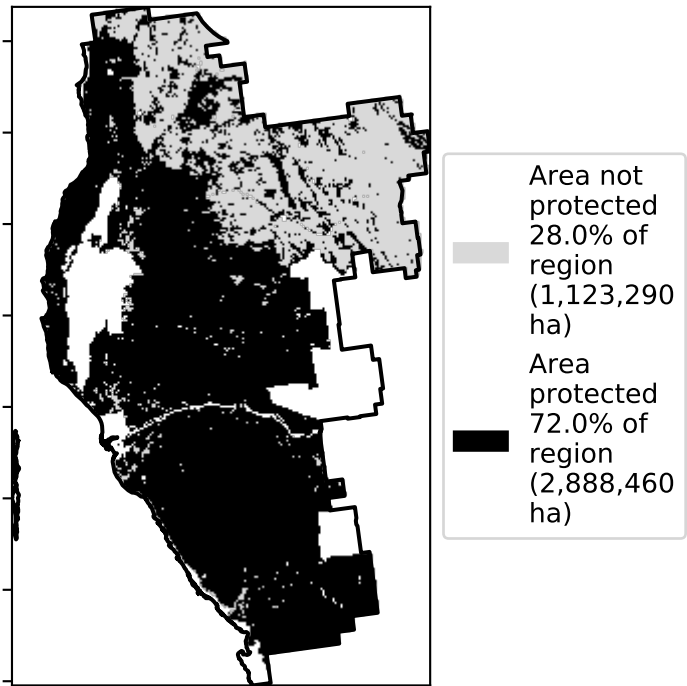 Area not
protected
28.0% of
region
(1,123,290
ha)
Area
protected
72.0% of
region
(2,888,460
ha)